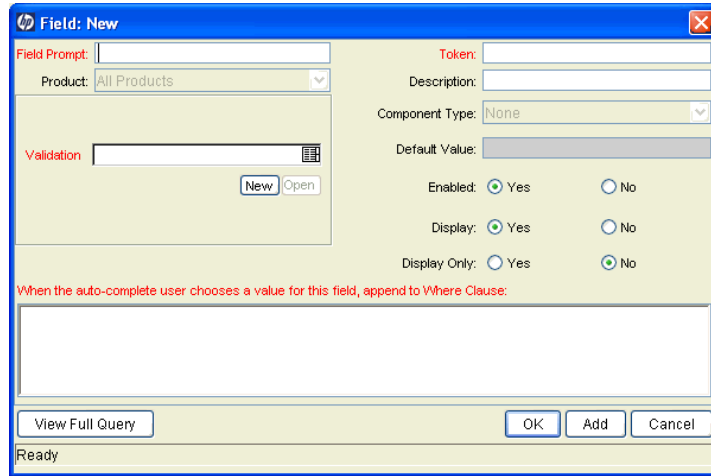 hp Field: New
Field Prompt: Token:
Product: All Products Description:
Component Type: None
Validation Default Value:
New Open Enabled: Yes No
Display: Yes No
Display Only: Yes No
When the auto-complete user chooses a value for this field, append to Where Clause:
View Full Query OK Add Cancel
Ready